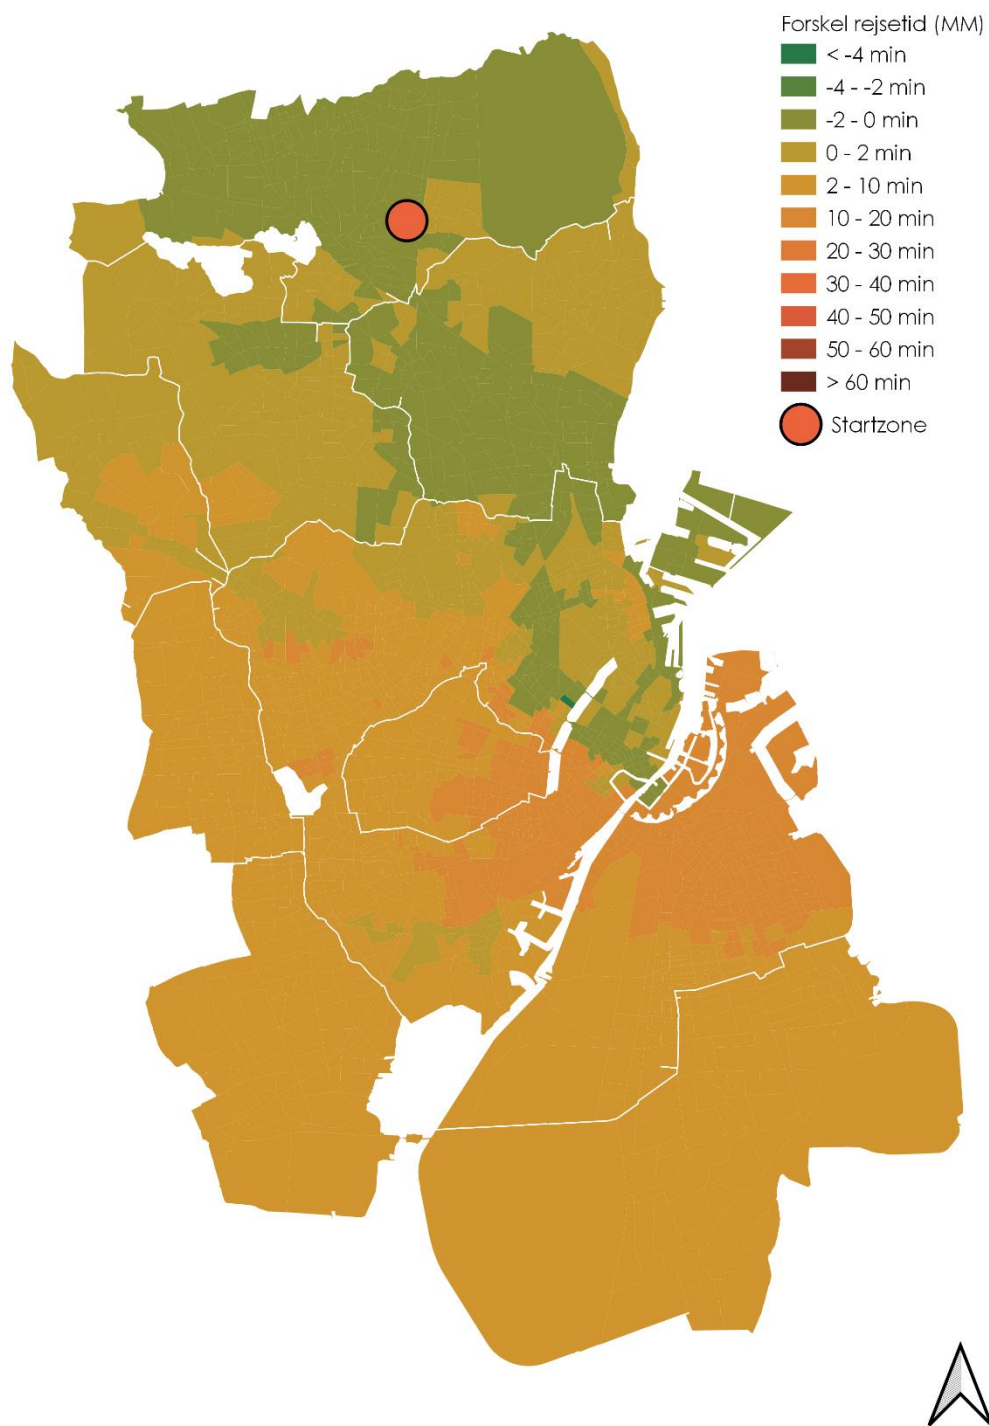 Forskel rejsetid (MM)
< -4 min
-4 - -2 min
-2 - 0 min
0 - 2 min
2 - 10 min
10 - 20 min
20 - 30 min
30 - 40 min
40 - 50 min
50 - 60 min
> 60 min
Startzone